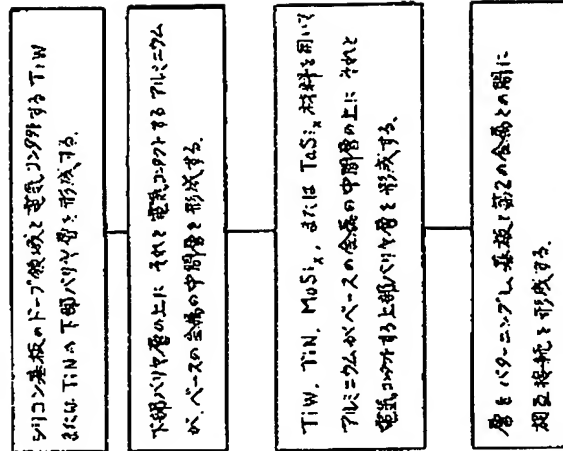 シリコン基板のドープ領域と電気コンタクトするTiW
またはTiNの下部バリヤ層を形成する.
下部バリヤ層の上にそれと電気コンタクトするアルミニウム
が、ベースの金属の中間層を形成する.
TiW, TiN, MoSiₓ, または TaSiₓ 材料を用いて
アルミニウムがベースの金属の中間層の上に それと
電気コンタクトする上部バリヤ層を形成する.
層をパターニングし、基板と第2の金属との間に
相互接続を形成する.